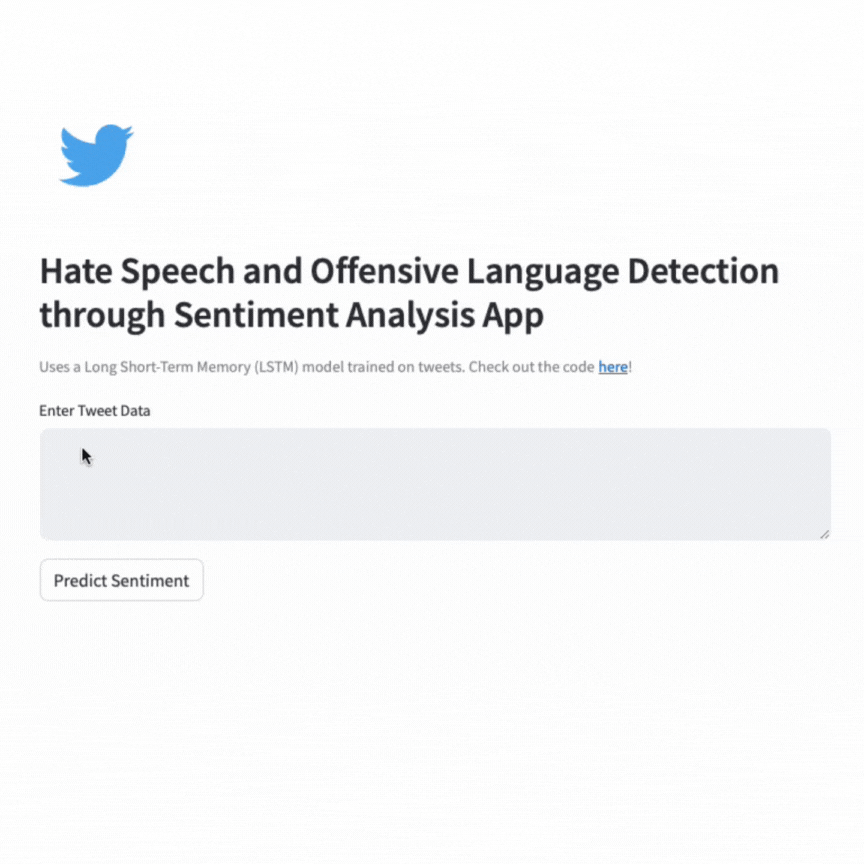 Hate Speech and Offensive Language Detection
through Sentiment Analysis App
Uses a Long Short-Term Memory (LSTM) model trained on tweets. Check out the code here!
Enter Tweet Data
Predict Sentiment